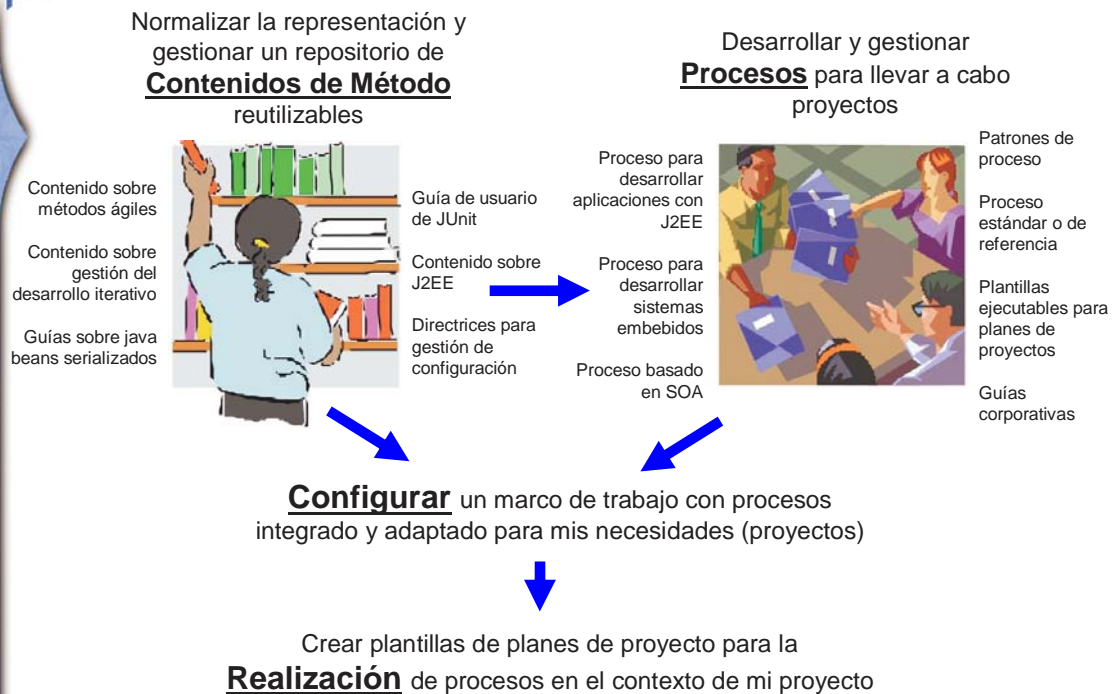 Normalizar la representación y
gestionar un repositorio de
Contenidos de Método
reutilizables
Contenido sobre
métodos ágiles
Contenido sobre
gestión del
desarrollo iterativo
Guías sobre java
beans serializados
Guía de usuario
de JUnit
Contenido sobre
J2EE
Directrices para
gestión de
configuración
Desarrollar y gestionar
Procesos para llevar a cabo
proyectos
Proceso para
desarrollar
aplicaciones con
J2EE
Proceso para
desarrollar
sistemas
embebidos
Proceso basado
en SOA
Patrones de
proceso
Proceso
estándar o de
referencia
Plantillas
ejecutables para
planes de
proyectos
Guías
corporativas
Configurar un marco de trabajo con procesos
integrado y adaptado para mis necesidades (proyectos)
Crear plantillas de planes de proyecto para la
Realización de procesos en el contexto de mi proyecto